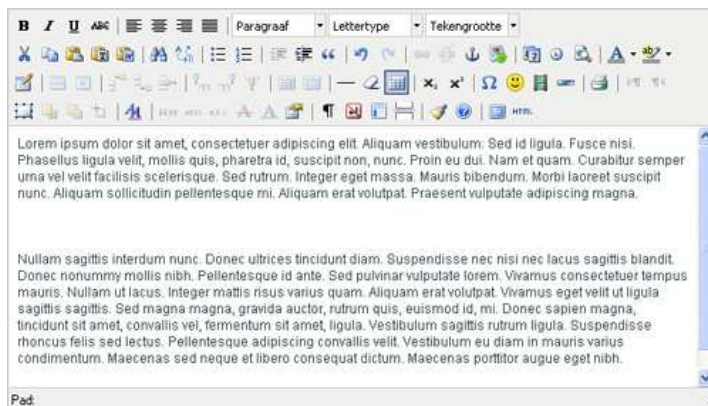 B I U ABC Paragraaf Lettertype Tekengrootte
HTML
Lorem ipsum dolor sit amet, consectetuer adipiscing elit. Aliquam vestibulum. Sed id ligula. Fusce nisi.
Phasellus ligula velit, mollis quis, pharetra id, suscipit non, nunc. Proin eu dui. Nam et quam. Curabitur semper
urna vel velit facilisis scelerisque. Sed rutrum. Integer eget massa. Mauris bibendum. Morbi laoreet suscipit
nunc. Aliquam sollicitudin pellentesque mi. Aliquam erat volutpat. Praesent vulputate adipiscing magna.
Nullam sagittis interdum nunc. Donec ultrices tincidunt diam. Suspendisse nec nisi nec lacus sagittis blandit.
Donec nonummy mollis nibh. Pellentesque id ante. Sed pulvinar vulputate lorem. Vivamus consectetuer tempus
mauris. Nullam ut lacus. Integer mattis risus varius quam. Aliquam erat volutpat. Vivamus eget velit ut ligula
sagittis sagittis. Sed magna magna, gravida auctor, rutrum quis, euismod id, mi. Donec sapien magna,
tincidunt sit amet, convallis vel, fermentum sit amet, ligula. Vestibulum sagittis rutrum ligula. Suspendisse
rhoncus felis sed lectus. Pellentesque adipiscing convallis velit. Vestibulum eu diam in mauris varius
condimentum. Maecenas sed neque et libero consequat dictum. Maecenas porttitor augue eget nibh.
Pad: